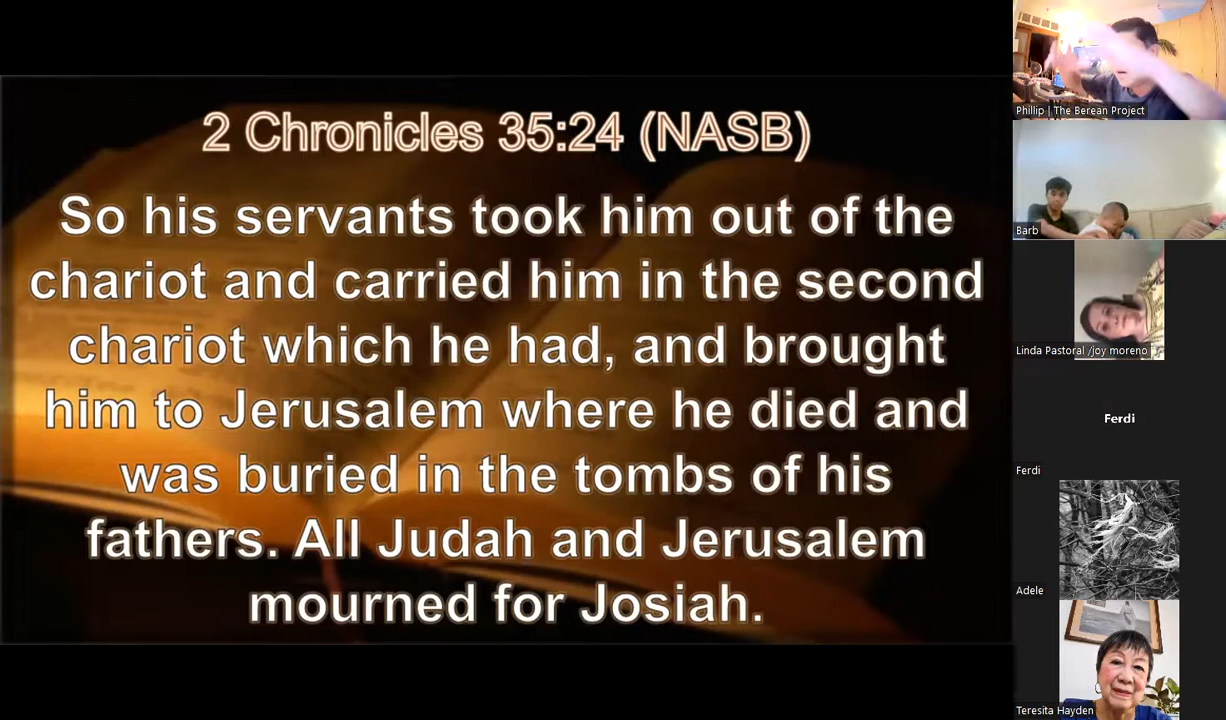 2 Chronicles 35:24 (NASB)
So his servants took him out of the
chariot and carried him in the second
chariot which he had, and brought
him to Jerusalem where he died and
was buried in the tombs of his
fathers. All Judah and Jerusalem
mourned for Josiah.
Phillip | The Berean Project
Barb
Linda Pastoral /joy moreno
Ferdi
Ferdi
Adele
Teresita Hayden